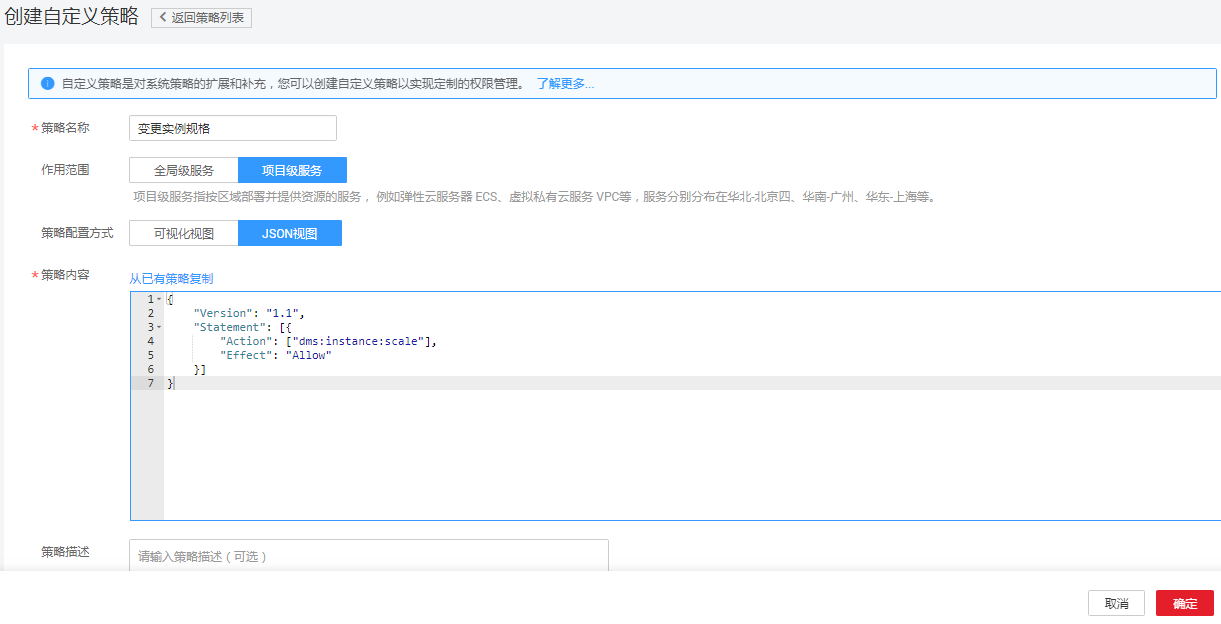 创建自定义策略 返回策略列表
自定义策略是对系统策略的扩展和补充，您可以创建自定义策略以实现定制的权限管理。 了解更多...
* 策略名称 变更实例规格
作用范围 全局级服务 项目级服务
项目级服务指按区域部署并提供资源的服务， 例如弹性云服务器 ECS、虚拟私有云服务 VPC等，服务分别分布在华北-北京四、华南-广州、华东-上海等。
策略配置方式 可视化视图 JSON视图
* 策略内容 从已有策略复制
1 {
2 "Version": "1.1",
3 "Statement": [{
4 "Action": ["dms:instance:scale"],
5 "Effect": "Allow"
6 }]
7 }
策略描述 请输入策略描述（可选）
取消 确定